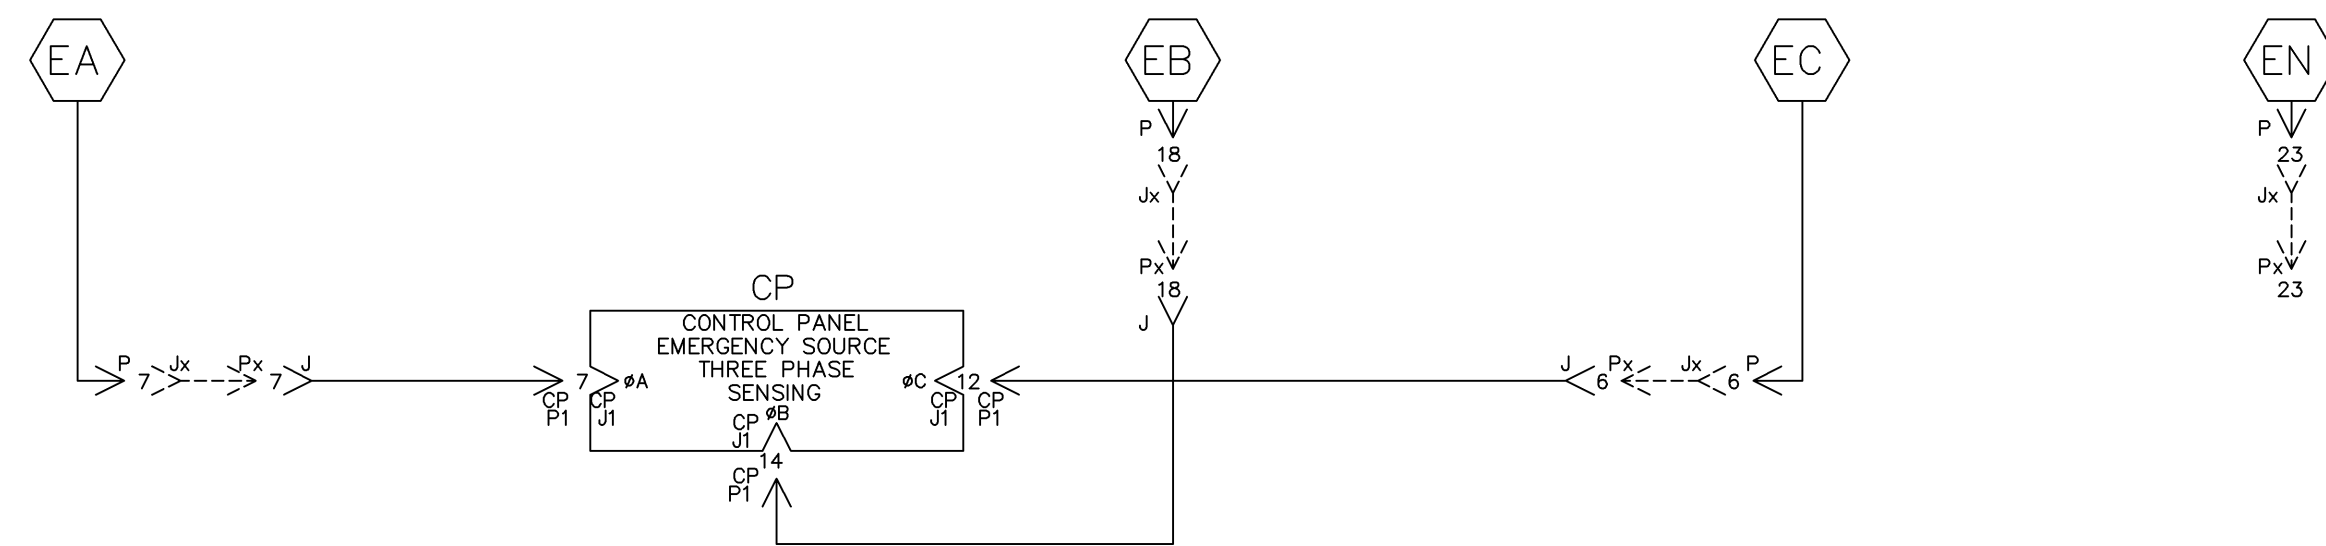 EA
EB
EC
EN
P
P
18
23
Jx
Jx
Px
Px
18
23
CP
CONTROL PANEL
EMERGENCY SOURCE
THREE PHASE
SENSING
J
P Jx Px J
7 7 7 øA
øC 12
J Px Jx P
6 6
CP CP
P1 J1
CP CP
J1 P1
øB
CP
J1
14
CP
P1